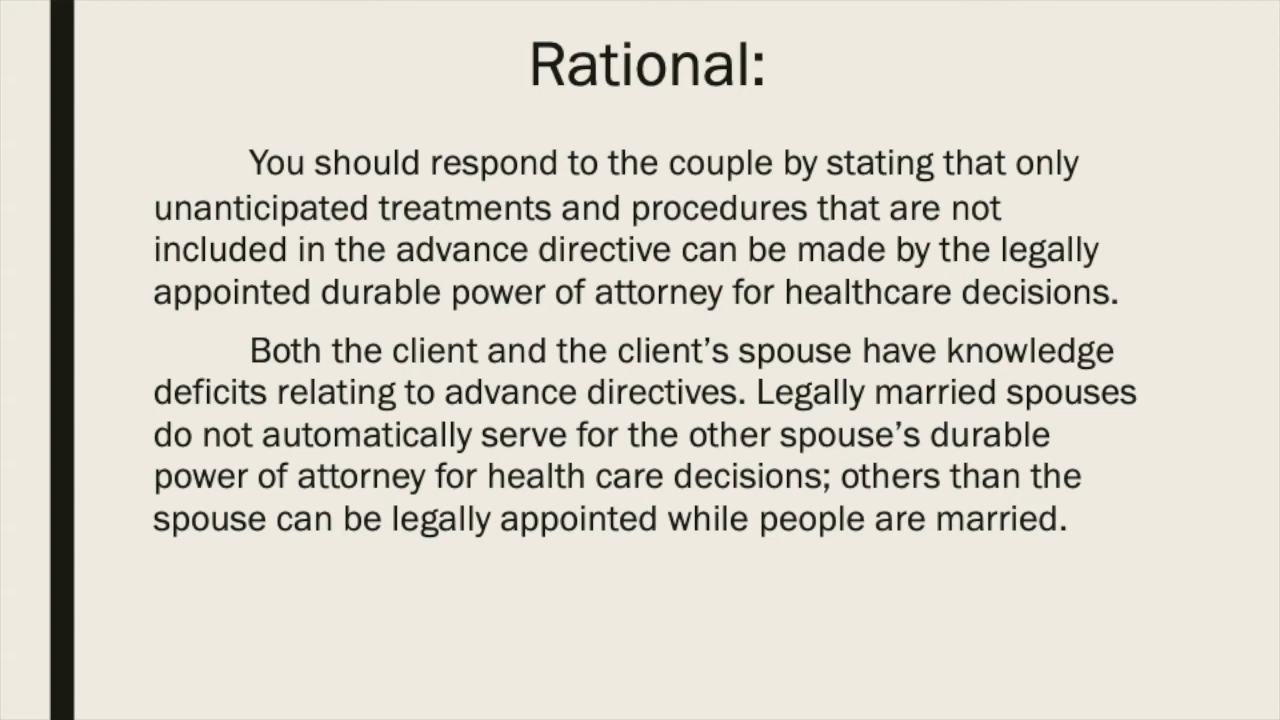 Rational:
You should respond to the couple by stating that only
unanticipated treatments and procedures that are not
included in the advance directive can be made by the legally
appointed durable power of attorney for healthcare decisions.
Both the client and the client’s spouse have knowledge
deficits relating to advance directives. Legally married spouses
do not automatically serve for the other spouse’s durable
power of attorney for health care decisions; others than the
spouse can be legally appointed while people are married.